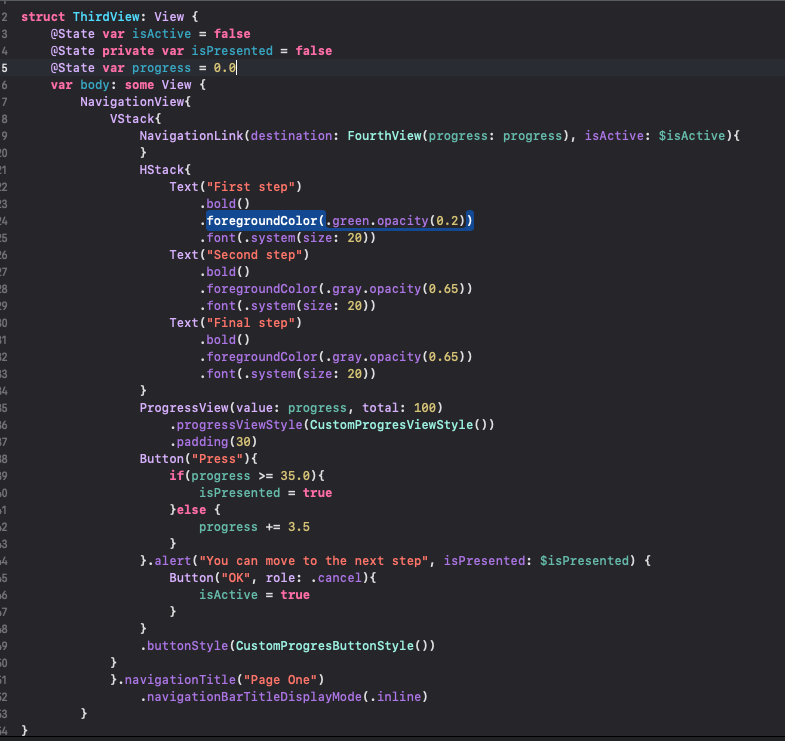 2 struct ThirdView: View {
3 @State var isActive = false
4 @State private var isPresented = false
5 @State var progress = 0.0
6 var body: some View {
7 NavigationView{
8 VStack{
9 NavigationLink(destination: FourthView(progress: progress), isActive: $isActive){
20 }
21 HStack{
22 Text("First step")
23 .bold()
24 .foregroundColor(.green.opacity(0.2))
25 .font(.system(size: 20))
26 Text("Second step")
27 .bold()
28 .foregroundColor(.gray.opacity(0.65))
29 .font(.system(size: 20))
30 Text("Final step")
31 .bold()
32 .foregroundColor(.gray.opacity(0.65))
33 .font(.system(size: 20))
34 }
35 ProgressView(value: progress, total: 100)
36 .progressViewStyle(CustomProgresViewStyle())
37 .padding(30)
38 Button("Press"){
39 if(progress >= 35.0){
40 isPresented = true
41 }else {
42 progress += 3.5
43 }
44 }.alert("You can move to the next step", isPresented: $isPresented) {
45 Button("OK", role: .cancel){
46 isActive = true
47 }
48 }
49 .buttonStyle(CustomProgresButtonStyle())
50 }
51 }.navigationTitle("Page One")
52 .navigationBarTitleDisplayMode(.inline)
53 }
54 }